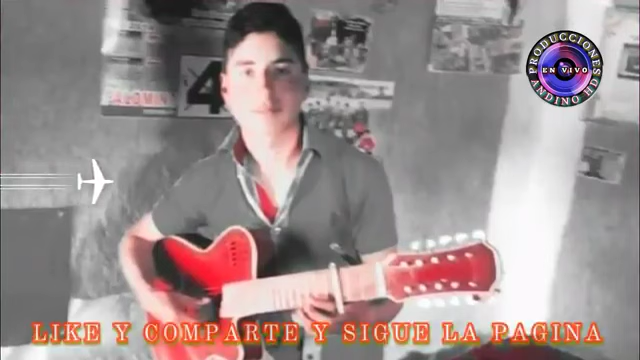 PRODUCCIONES
EN VIVO
ANDINO HD
4
LIKE Y COMPARTE Y SIGUE LA PAGINA